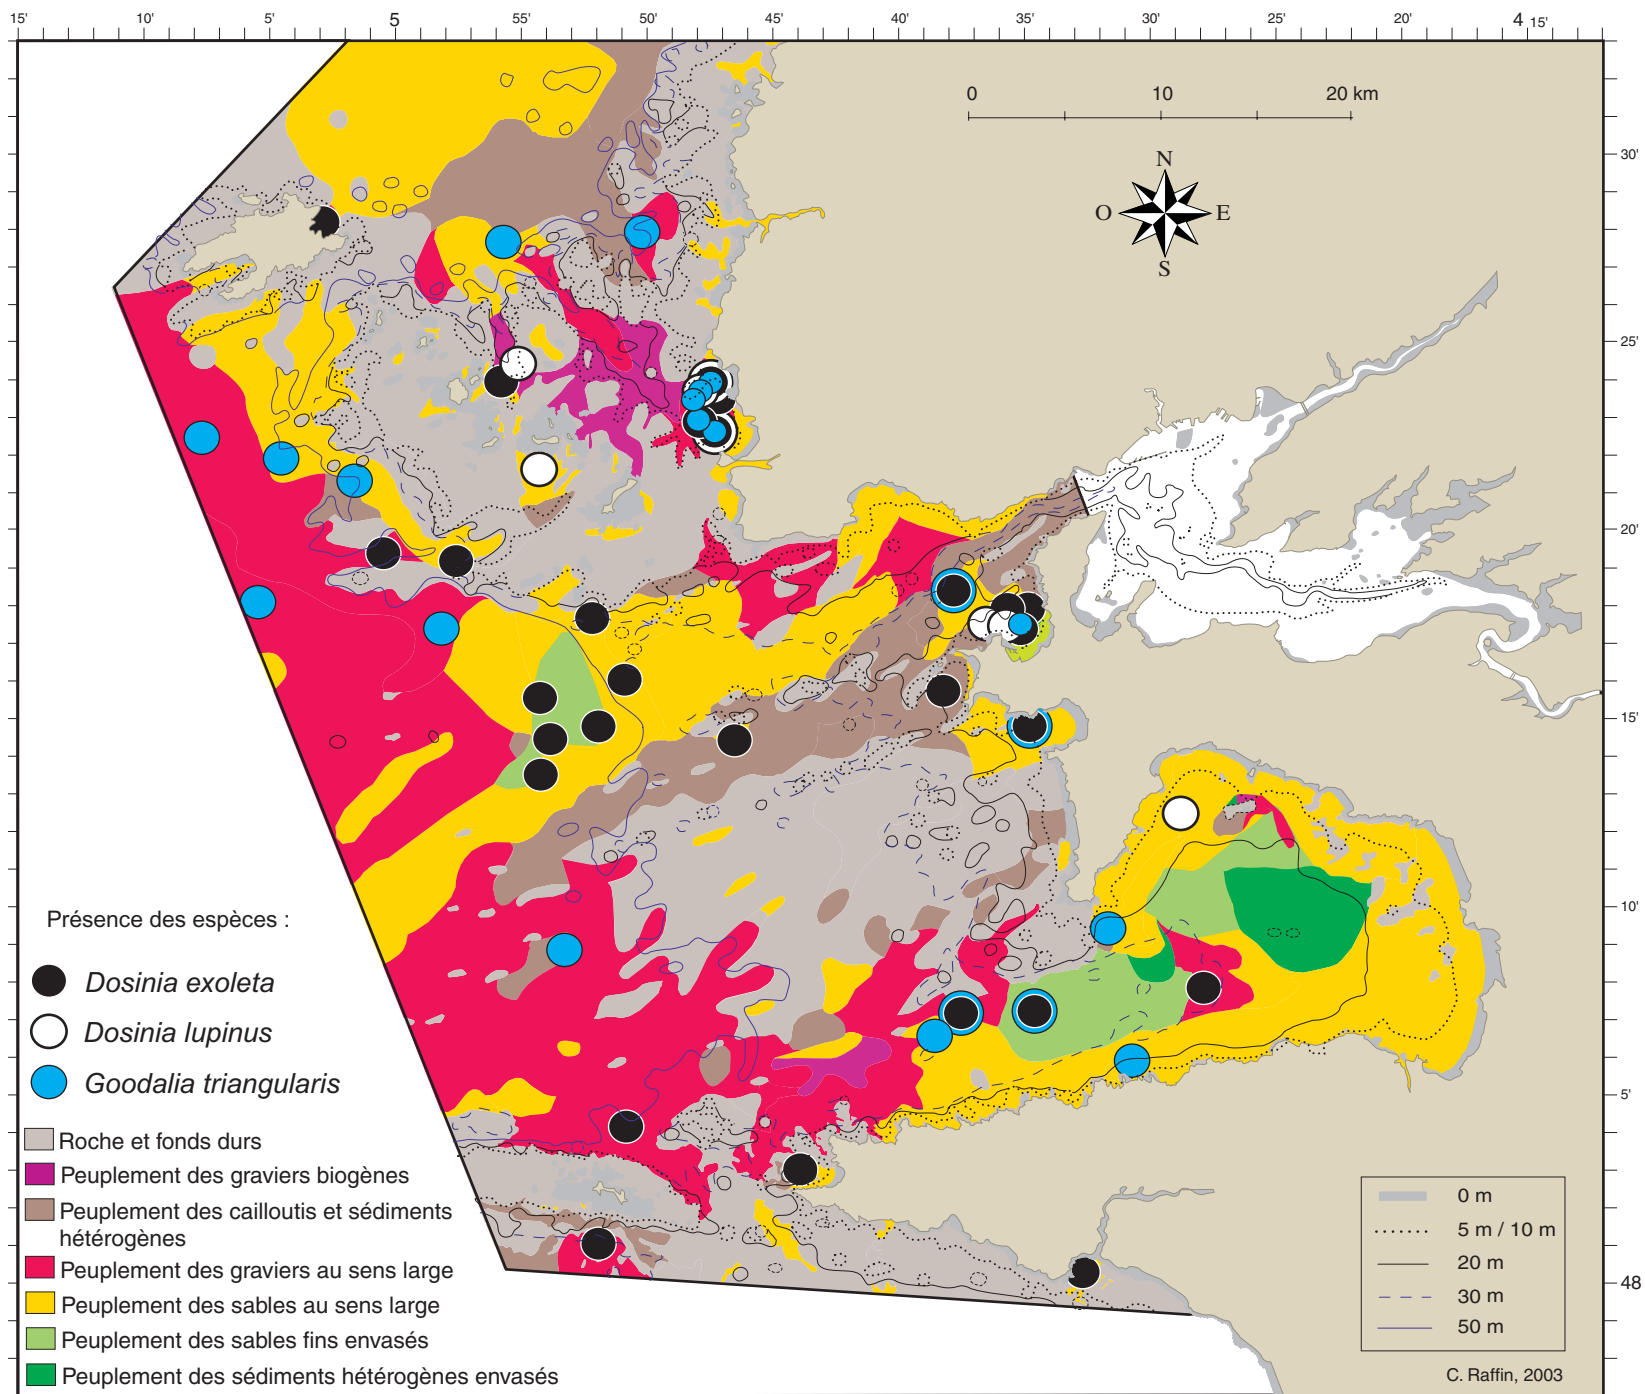 15' 10' 5' 5 55' 50' 45' 40' 35' 30' 25' 20' 4 15'
0 10 20 km
30'
N
O E
S
25'
20'
15'
10'
5'
48
Présence des espèces :
Dosinia exoleta
Dosinia lupinus
Goodalia triangularis
Roche et fonds durs
Peuplement des graviers biogènes
Peuplement des cailloutis et sédiments
hétérogènes
Peuplement des graviers au sens large
Peuplement des sables au sens large
Peuplement des sables fins envasés
Peuplement des sédiments hétérogènes envasés
0 m
5 m / 10 m
20 m
30 m
50 m
C. Raffin, 2003